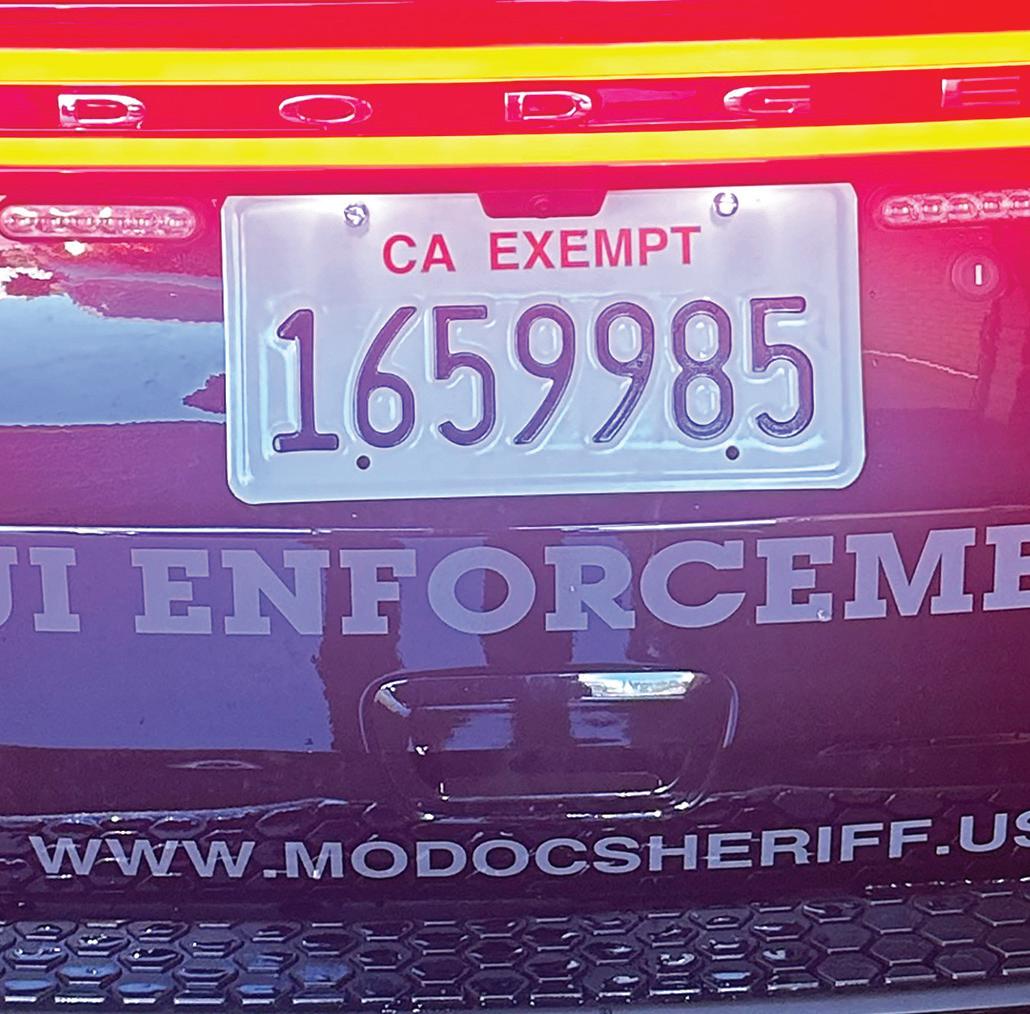 DODGE
CA EXEMPT
1659985
UI ENFORCEME
WWW.MODOCSHERIFF.US